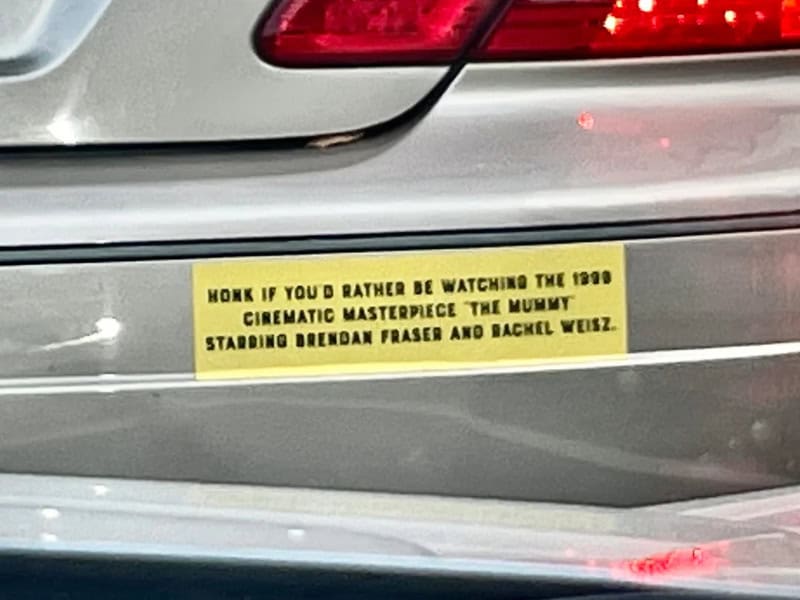 HONK IF YOU'D RATHER BE WATCHING THE 1999
CINEMATIC MASTERPIECE "THE MUMMY"
STARRING BRENDAN FRASER AND RACHEL WEISZ.